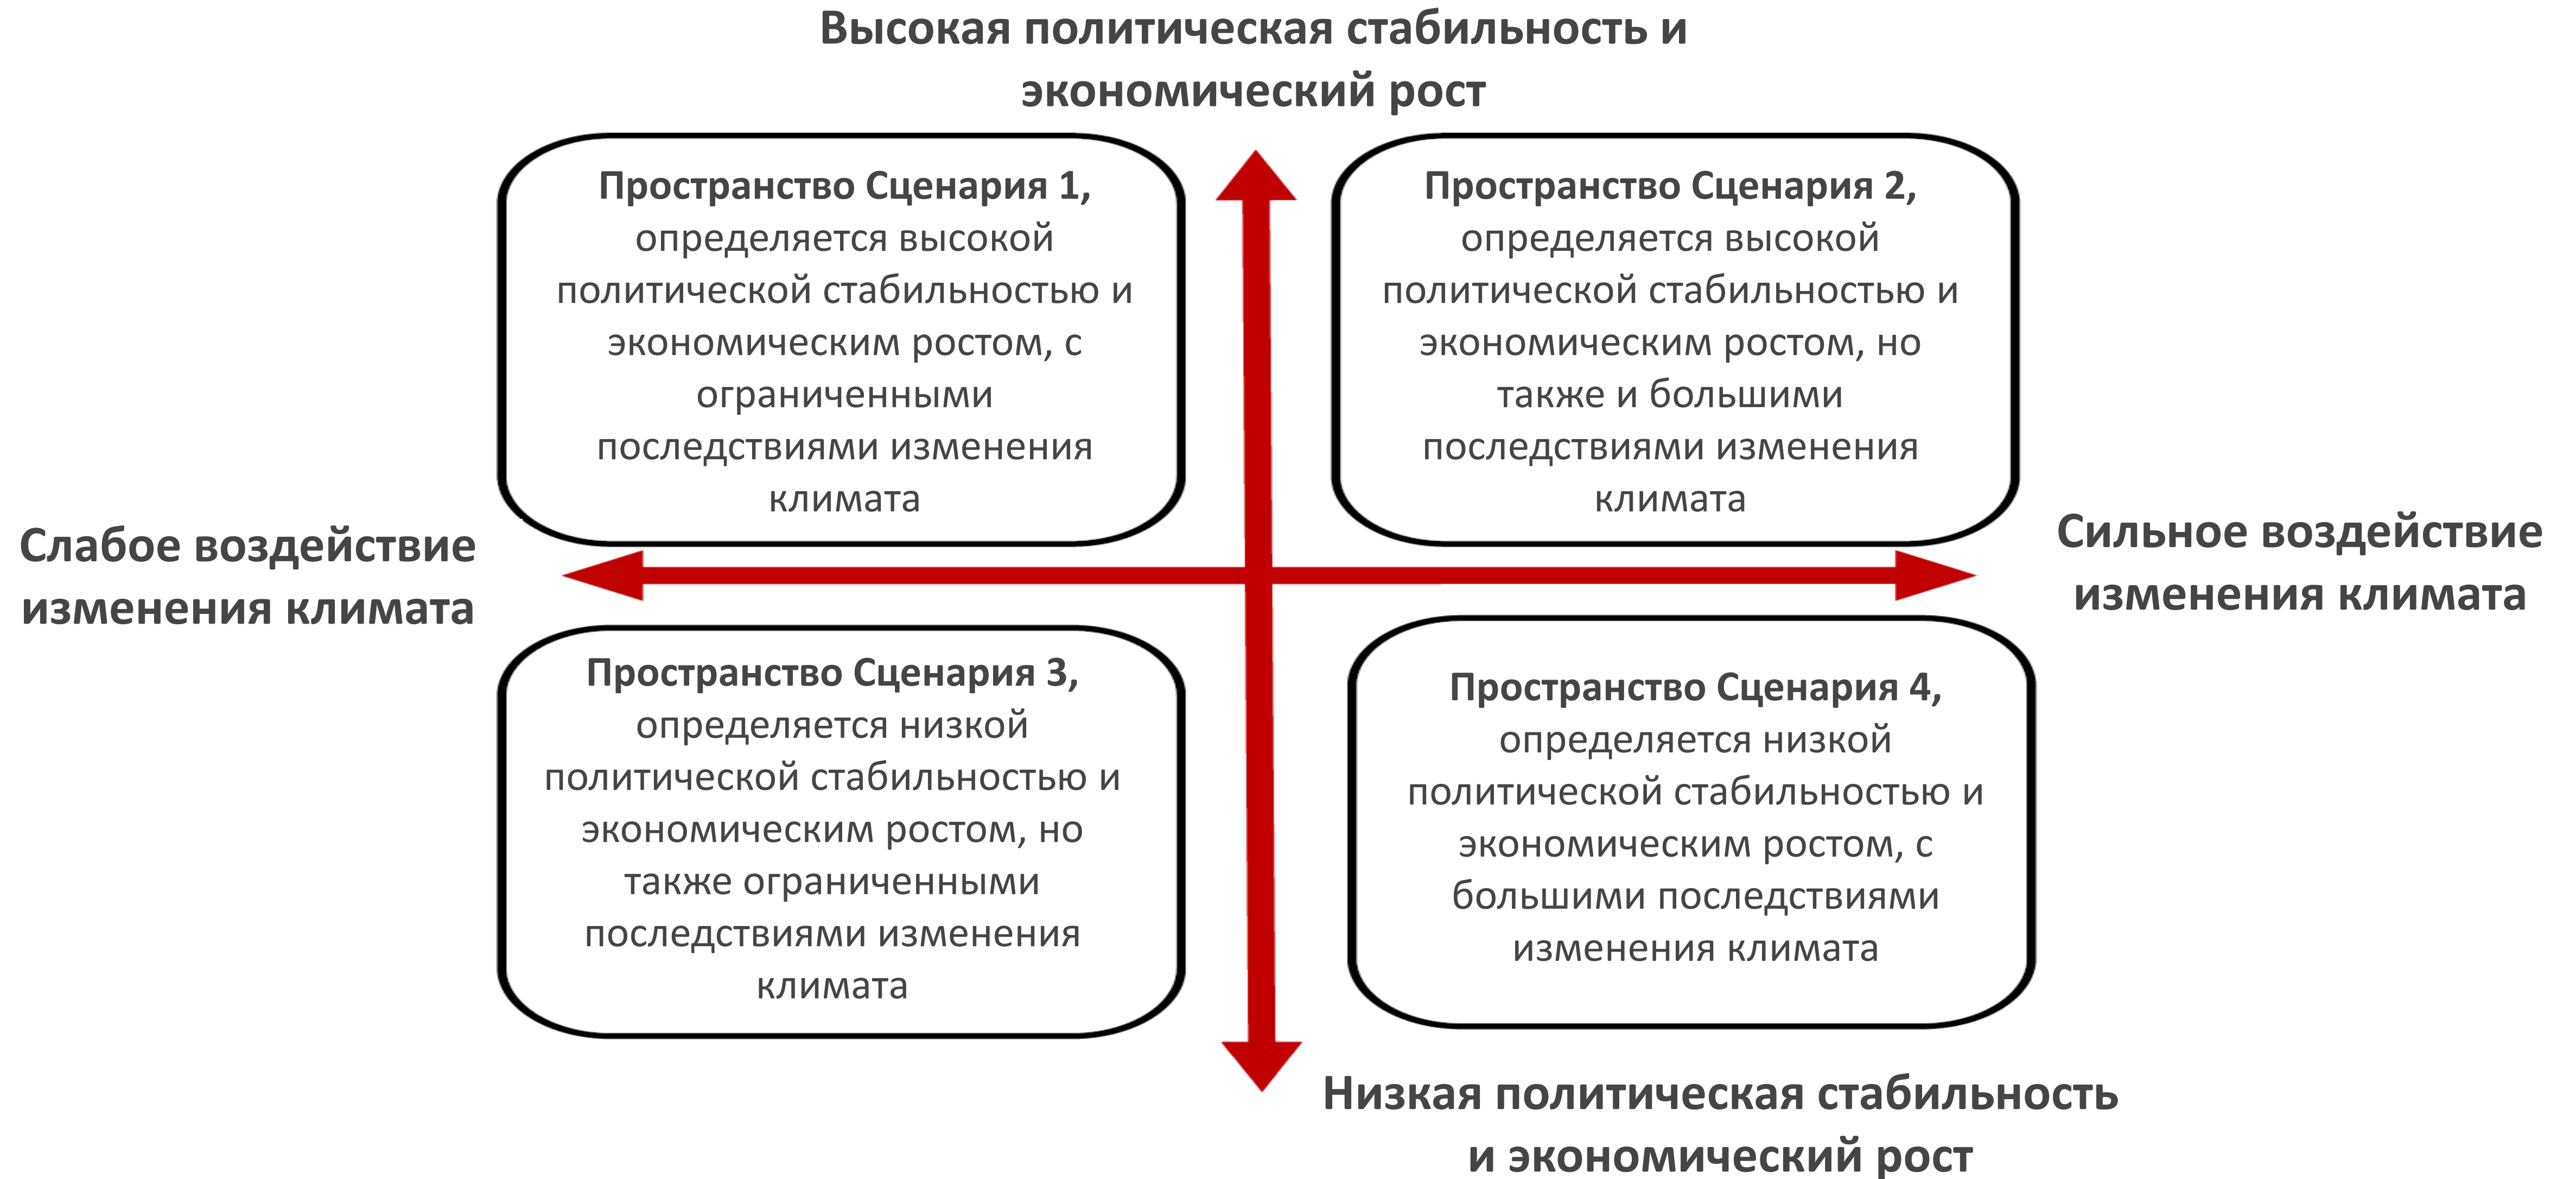 Высокая политическая стабильность и
экономический рост
Пространство Сценария 1,
определяется высокой
политической стабильностью и
экономическим ростом, с
ограниченными
последствиями изменения
климата
Пространство Сценария 2,
определяется высокой
политической стабильностью и
экономическим ростом, но
также и большими
последствиями изменения
климата
Слабое воздействие
изменения климата
Сильное воздействие
изменения климата
Пространство Сценария 3,
определяется низкой
политической стабильностью и
экономическим ростом, но
также ограниченными
последствиями изменения
климата
Пространство Сценария 4,
определяется низкой
политической стабильностью и
экономическим ростом, с
большими последствиями
изменения климата
Низкая политическая стабильность
и экономический рост